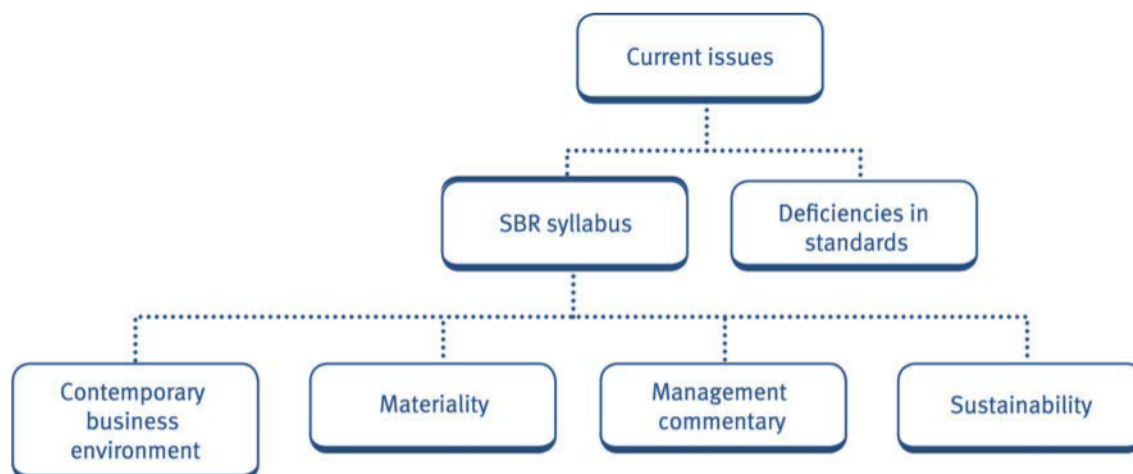 Current issues
SBR syllabus
Deficiencies in
standards
Contemporary
business
environment
Materiality
Management
commentary
Sustainability